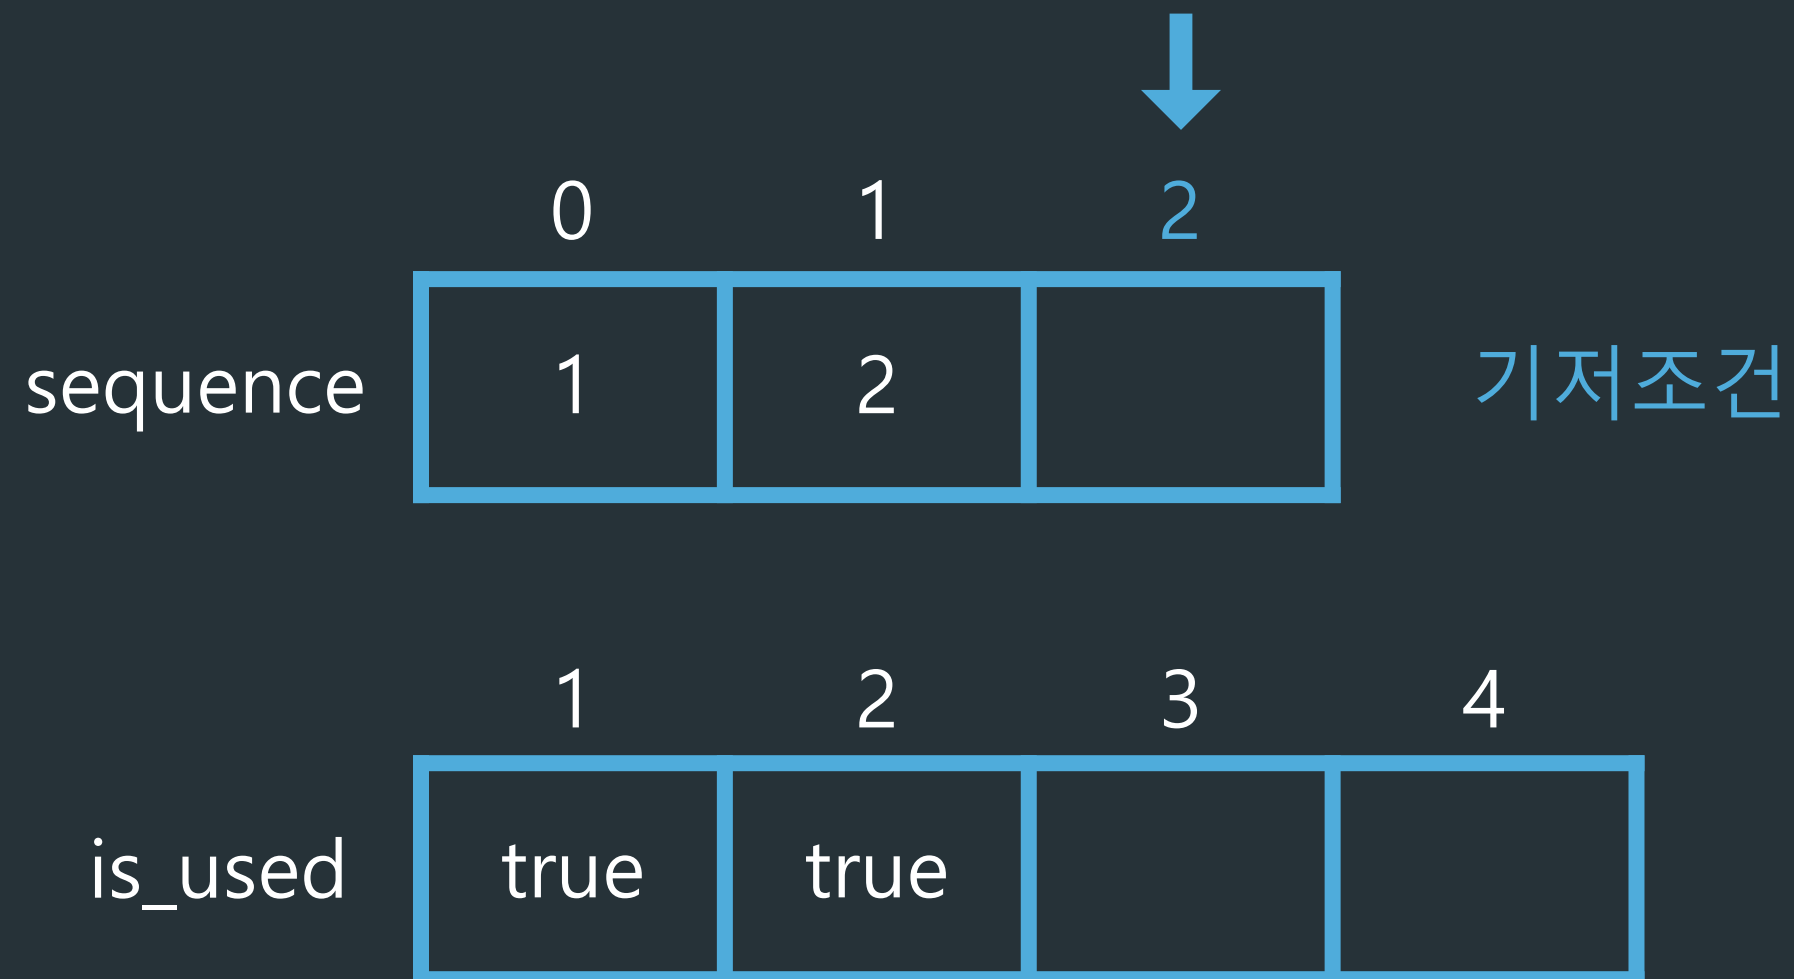 0 1 2
sequence 1 2 기저조건
1 2 3 4
is_used true true